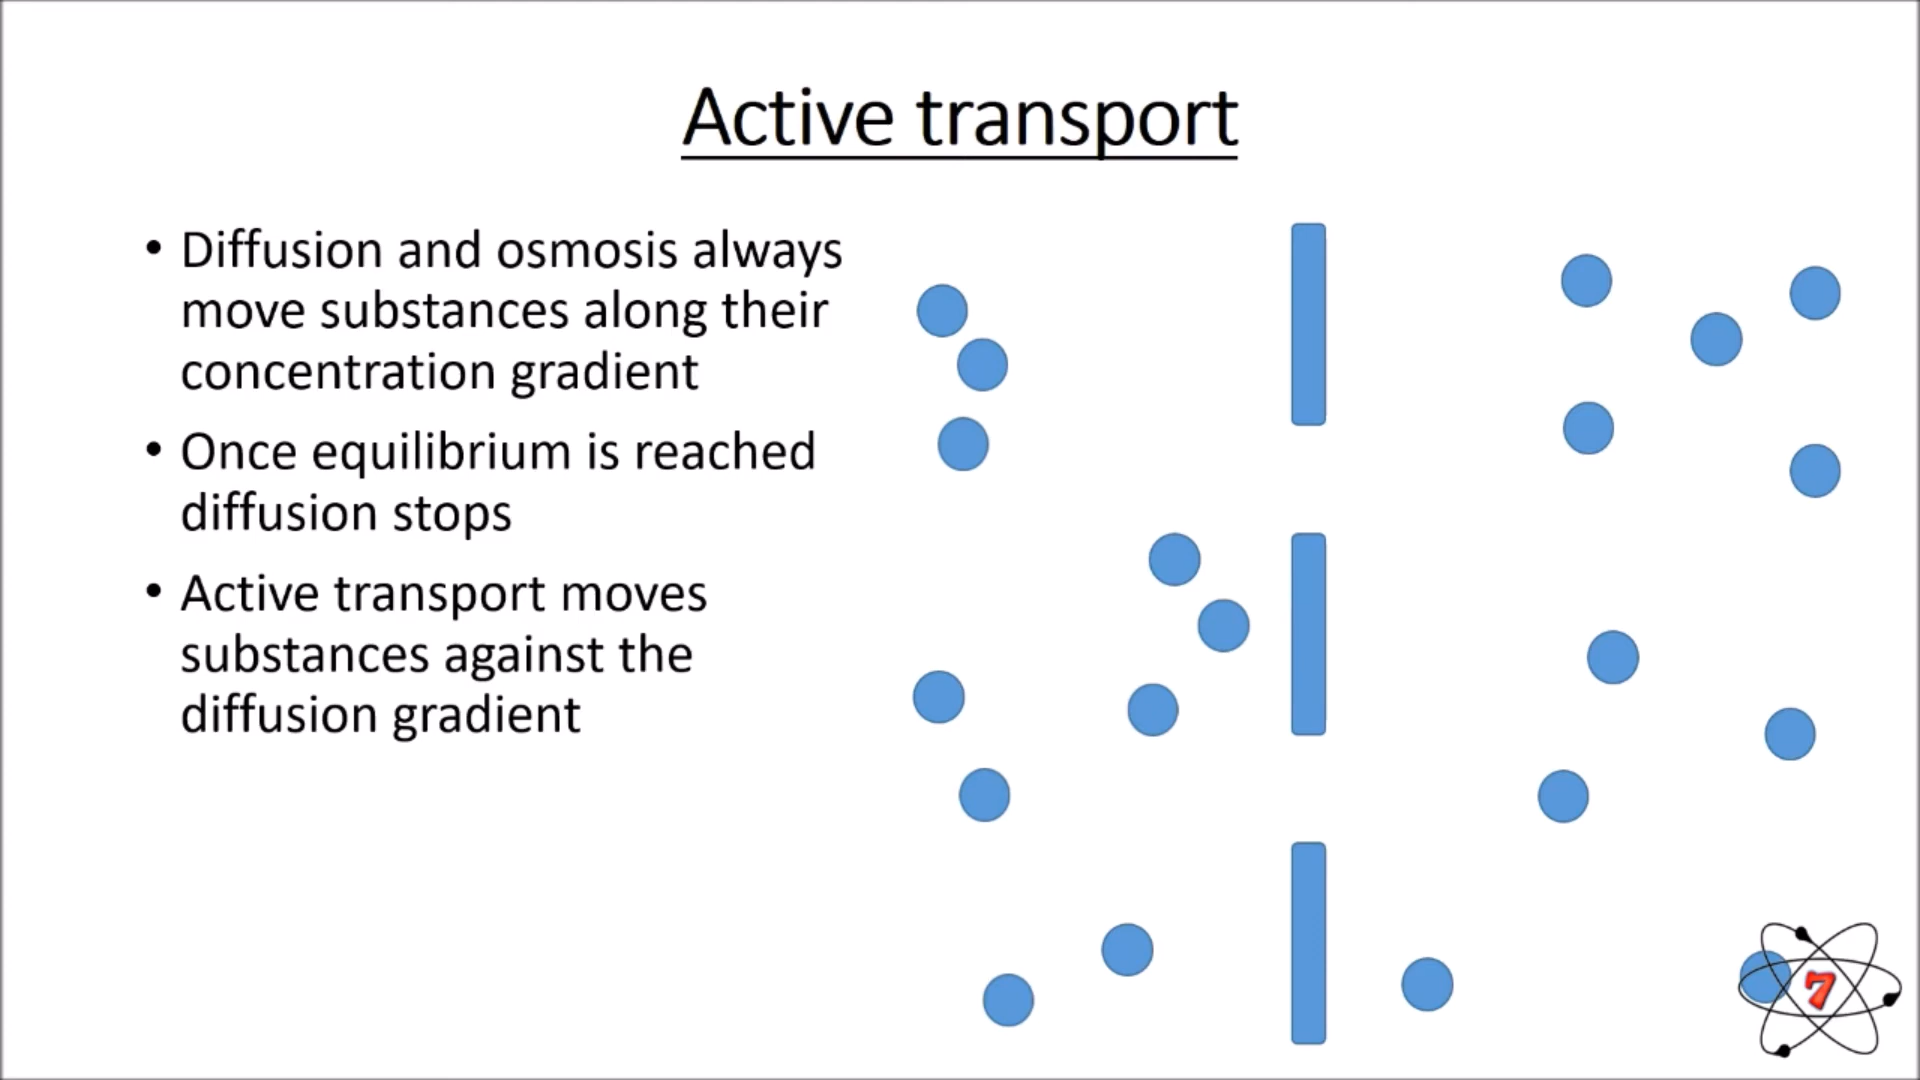 Active transport
• Diffusion and osmosis always
move substances along their
concentration gradient
• Once equilibrium is reached
diffusion stops
• Active transport moves
substances against the
diffusion gradient
7